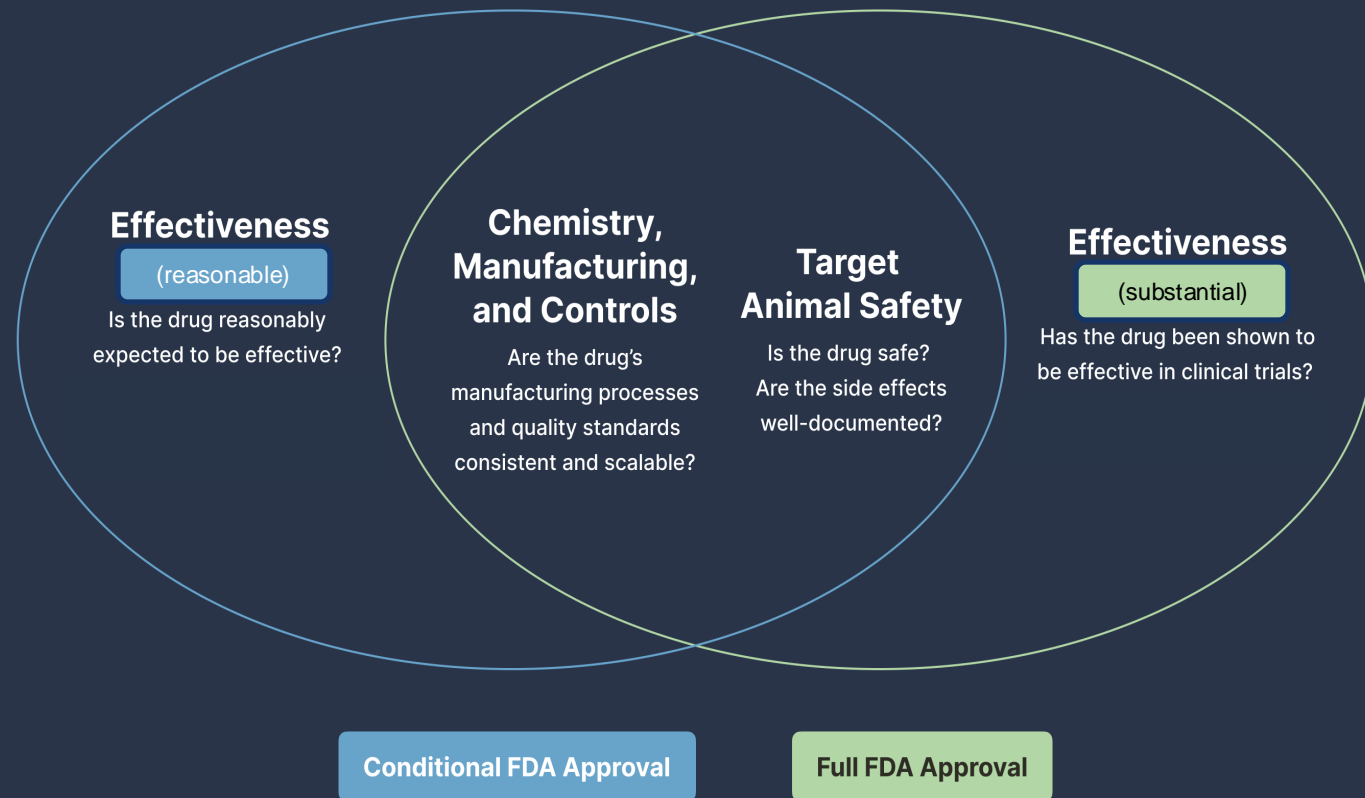 Effectiveness
(reasonable)
Is the drug reasonably
expected to be effective?
Chemistry,
Manufacturing,
and Controls
Are the drug’s
manufacturing processes
and quality standards
consistent and scalable?
Target
Animal Safety
Is the drug safe?
Are the side effects
well-documented?
Effectiveness
(substantial)
Has the drug been shown to
be effective in clinical trials?
Conditional FDA Approval
Full FDA Approval